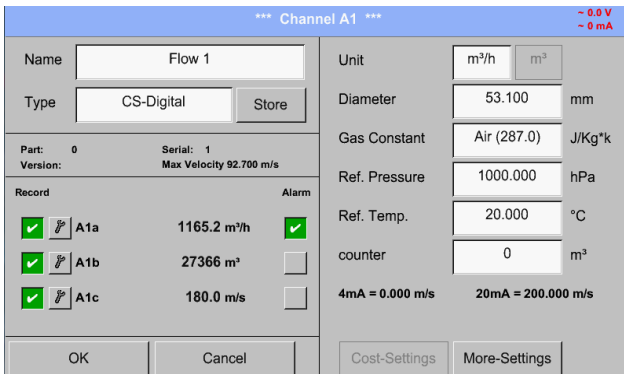 *** Channel A1 ***
~ 0.0 V
~ 0 mA
Name Flow 1
Type CS-Digital Store
Part: 0 Serial: 1
Version: Max Velocity 92.700 m/s
Record Alarm
A1a 1165.2 m³/h
A1b 27366 m³
A1c 180.0 m/s
OK Cancel
Unit m³/h m³
Diameter 53.100 mm
Gas Constant Air (287.0) J/Kg*k
Ref. Pressure 1000.000 hPa
Ref. Temp. 20.000 °C
counter 0 m³
4mA = 0.000 m/s 20mA = 200.000 m/s
Cost-Settings More-Settings